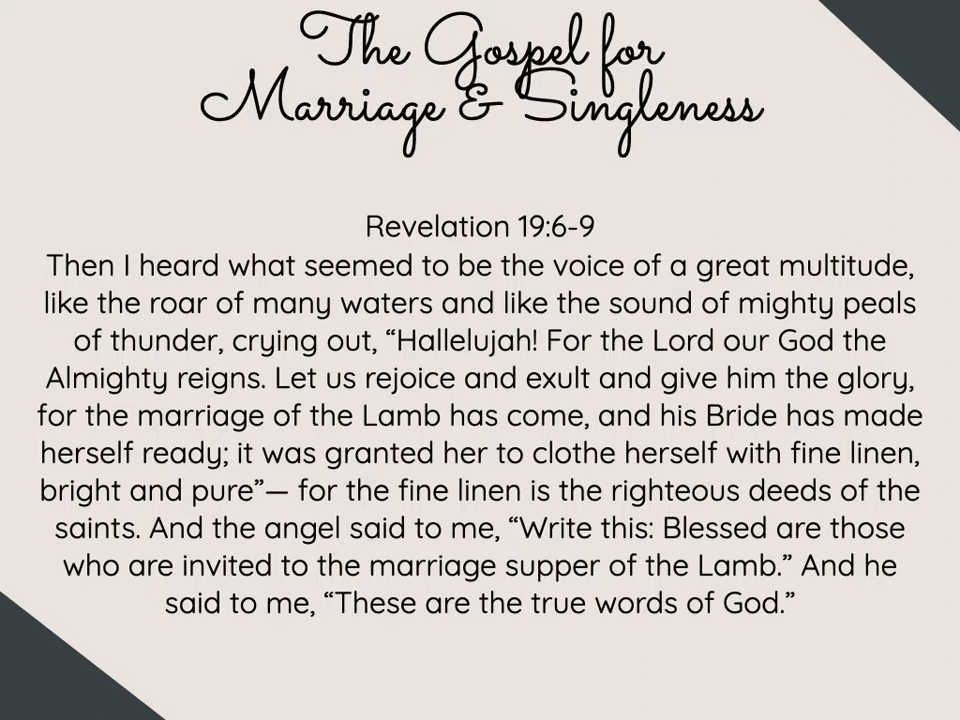 The Gospel for
Marriage & Singleness
Revelation 19:6-9
Then I heard what seemed to be the voice of a great multitude,
like the roar of many waters and like the sound of mighty peals
of thunder, crying out, “Hallelujah! For the Lord our God the
Almighty reigns. Let us rejoice and exult and give him the glory,
for the marriage of the Lamb has come, and his Bride has made
herself ready; it was granted her to clothe herself with fine linen,
bright and pure”— for the fine linen is the righteous deeds of the
saints. And the angel said to me, “Write this: Blessed are those
who are invited to the marriage supper of the Lamb.” And he
said to me, “These are the true words of God.”